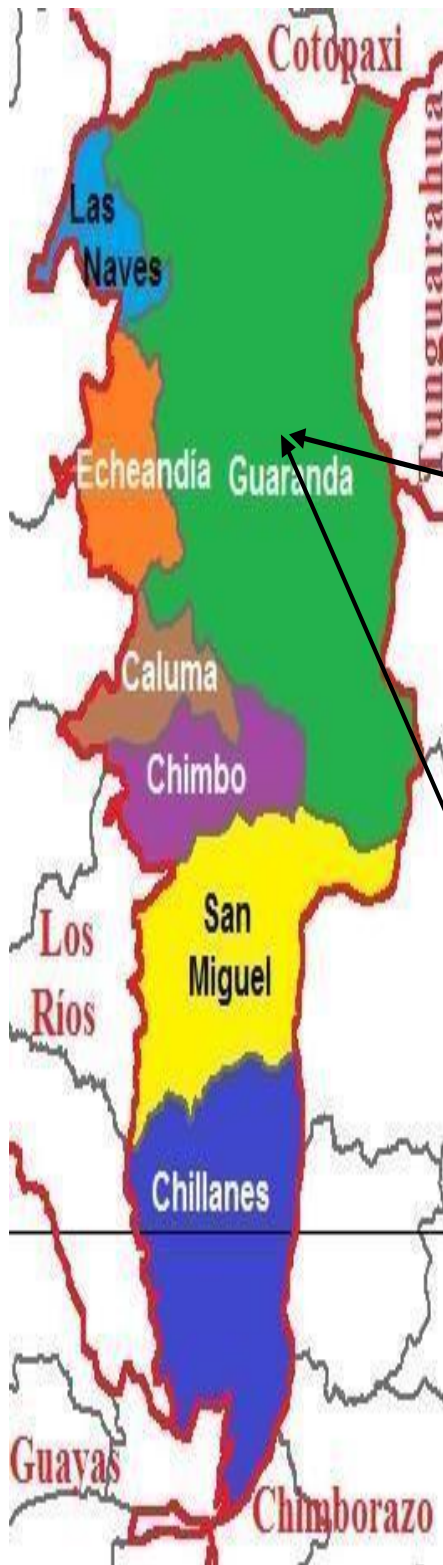 Cotopaxi
Tunguarahua
Las
Naves
Echeandía
Guaranda
Caluma
Chimbo
San
Miguel
Los
Ríos
Chillanes
Guayas
Chimborazo